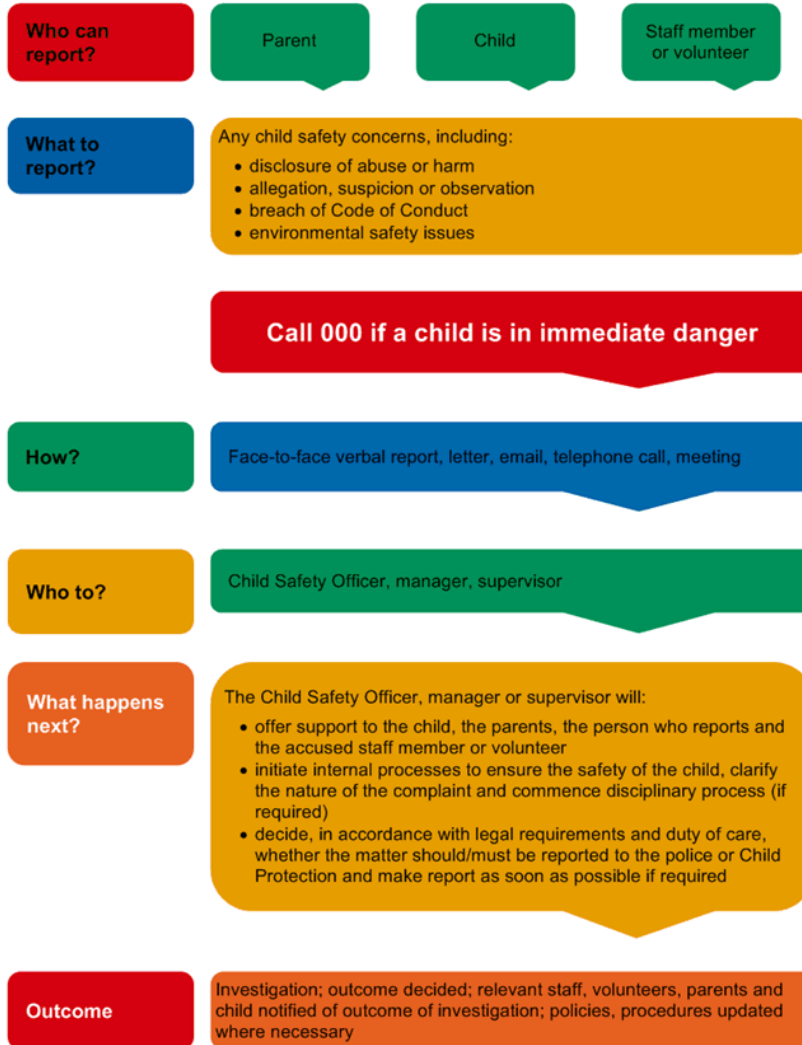 Who can
report?
Parent
Child
Staff member
or volunteer
What to
report?
Any child safety concerns, including:
• disclosure of abuse or harm
• allegation, suspicion or observation
• breach of Code of Conduct
• environmental safety issues
Call 000 if a child is in immediate danger
How?
Face-to-face verbal report, letter, email, telephone call, meeting
Who to?
Child Safety Officer, manager, supervisor
What happens
next?
The Child Safety Officer, manager or supervisor will:
• offer support to the child, the parents, the person who reports and
the accused staff member or volunteer
• initiate internal processes to ensure the safety of the child, clarify
the nature of the complaint and commence disciplinary process (if
required)
• decide, in accordance with legal requirements and duty of care,
whether the matter should/must be reported to the police or Child
Protection and make report as soon as possible if required
Outcome
Investigation; outcome decided; relevant staff, volunteers, parents and
child notified of outcome of investigation; policies, procedures updated
where necessary